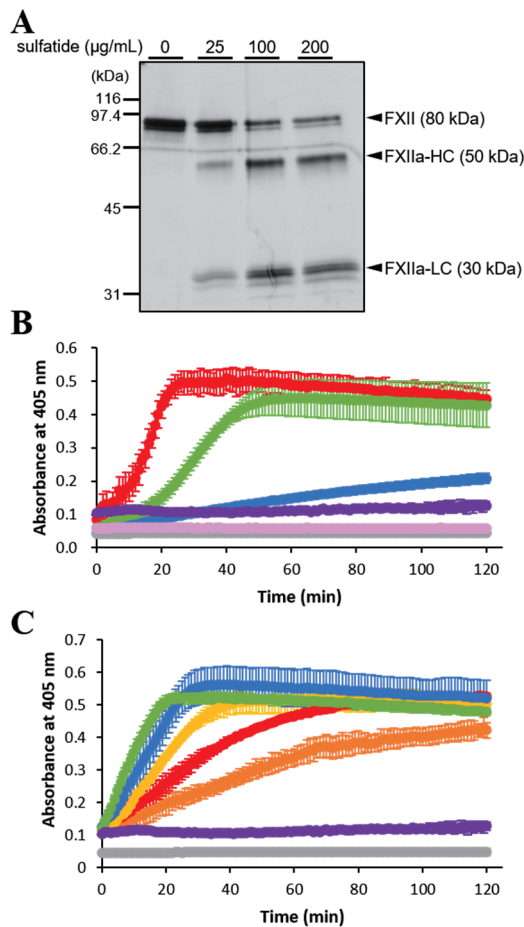 A
sulfatide (µg/mL) 0 25 100 200
(kDa)
116
97.4
FXII (80 kDa)
66.2
FXIIa-HC (50 kDa)
45
FXIIa-LC (30 kDa)
31
B
0.6
0.5
0.4
0.3
0.2
0.1
0.0
Absorbance at 405 nm
0 20 40 60 80 100 120
Time (min)
C
0.7
0.6
0.5
0.4
0.3
0.2
0.1
0
Absorbance at 405 nm
0 20 40 60 80 100 120
Time (min)